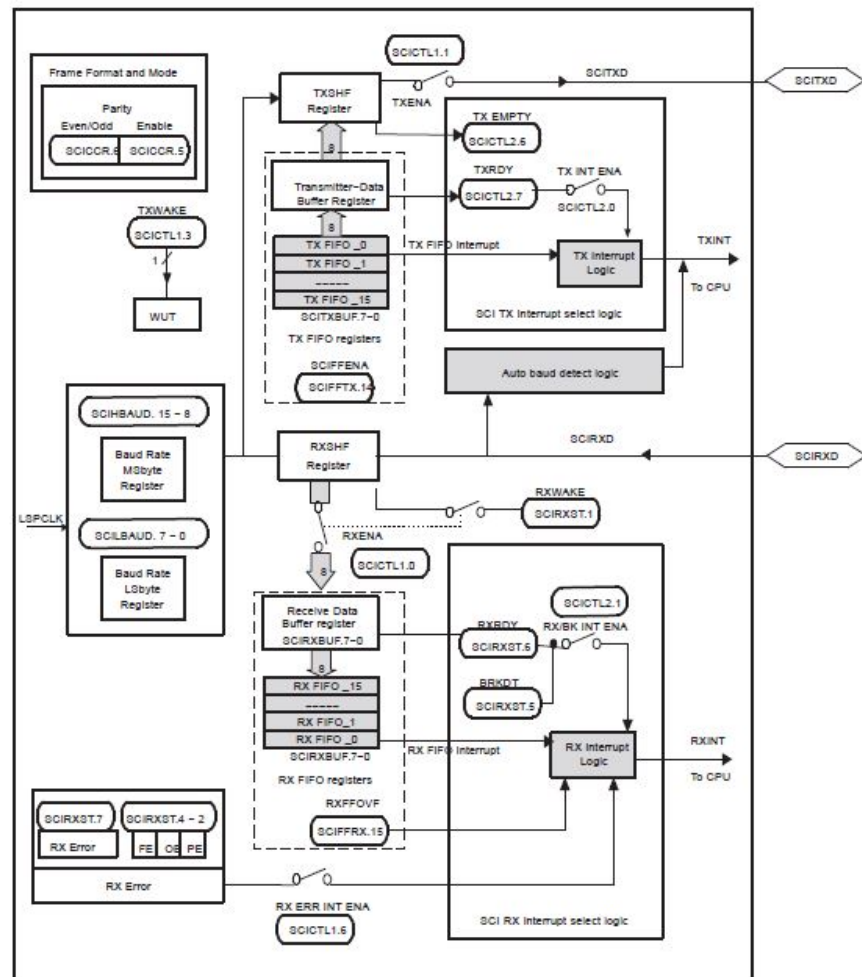 SCICTL1.1
Frame Format and Mode
Parity
Even/Odd Enable
SCICCR.6 SCICCR.5
TXSHF
Register
TXENA
SCITXD
SCITXD
TX EMPTY
SCICTL2.6
8
Transmitter-Data
Buffer Register
TXRDY
SCICTL2.7
TX INT ENA
SCICTL2.0
TXWAKE
SCICTL1.3
1
WUT
8
TX FIFO _0
TX FIFO _1
-----
TX FIFO _15
SCITXBUF.7-0
TX FIFO registers
TX FIFO Interrupt
TX Interrupt
Logic
TXINT
To CPU
SCI TX Interrupt select logic
SCIFFENA
SCIFFTX.14
Auto baud detect logic
SCIHBAUD. 15 - 8
Baud Rate
MSbyte
Register
RXSHF
Register
SCIRXD
SCIRXD
LSPCLK
SCILBAUD. 7 - 0
Baud Rate
LSbyte
Register
RXWAKE
SCIRXST.1
RXENA
SCICTL1.0
8
SCICTL2.1
Receive Data
Buffer register
SCIRXBUF.7-0
RXRDY
SCIRXST.6
RX/BK INT ENA
8
BRKDT
SCIRXST.5
RX FIFO _15
-----
RX FIFO_1
RX FIFO _0
SCIRXBUF.7-0
RX FIFO registers
RX FIFO Interrupt
RX Interrupt
Logic
RXINT
To CPU
RXFFOVF
SCIFFRX.15
SCIRXST.7
SCIRXST.4 - 2
RX Error
FE OE PE
RX Error
RX ERR INT ENA
SCICTL1.6
SCI RX Interrupt select logic